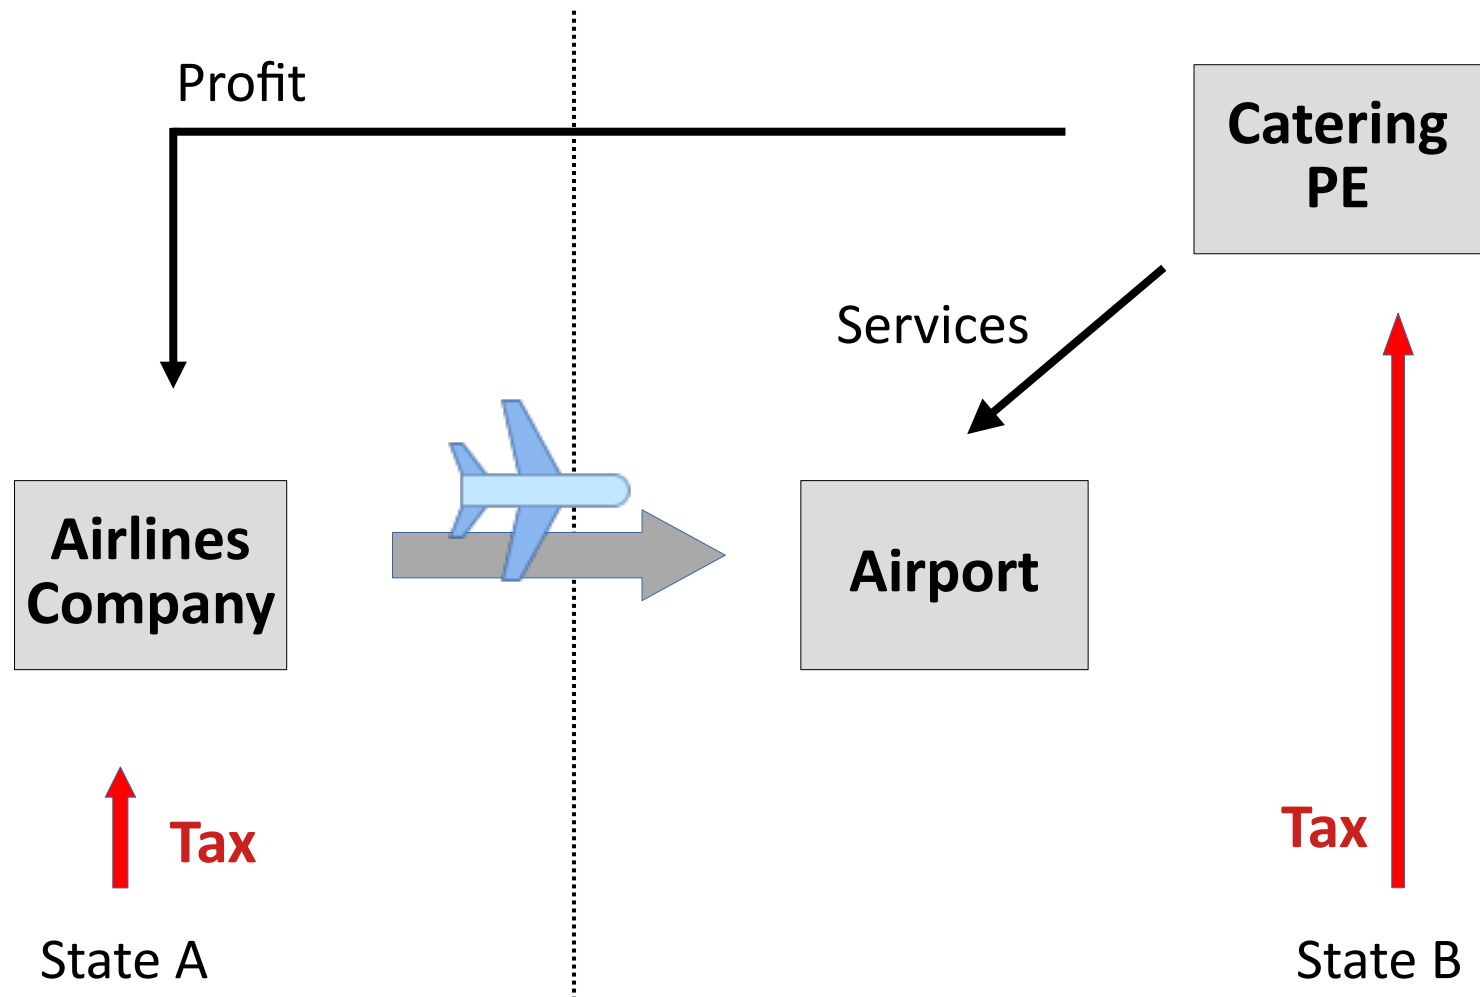 Profit
Catering
PE
Services
Airlines
Company
Airport
Tax
Tax
State A
State B